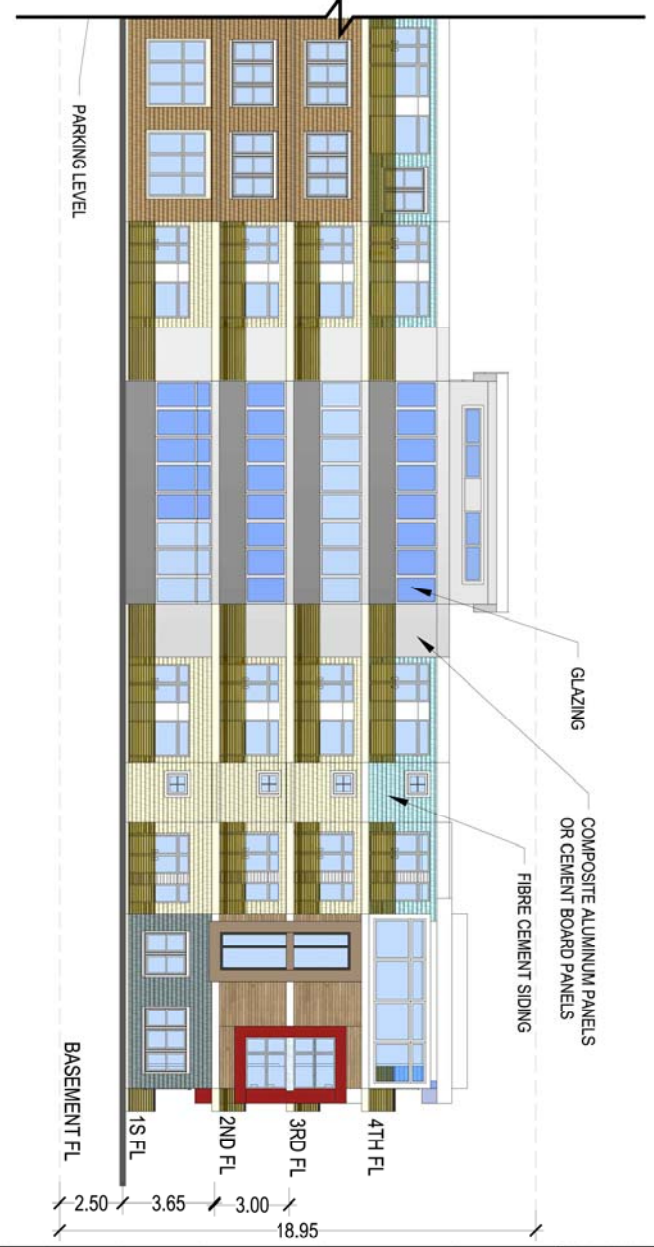 PARKING LEVEL
GLAZING
COMPOSITE ALUMINUM PANELS
OR CEMENT BOARD PANELS
FIBRE CEMENT SIDING
4TH FL
3RD FL
2ND FL
1S FL
BASEMENT FL
2.50
3.65
3.00
18.95